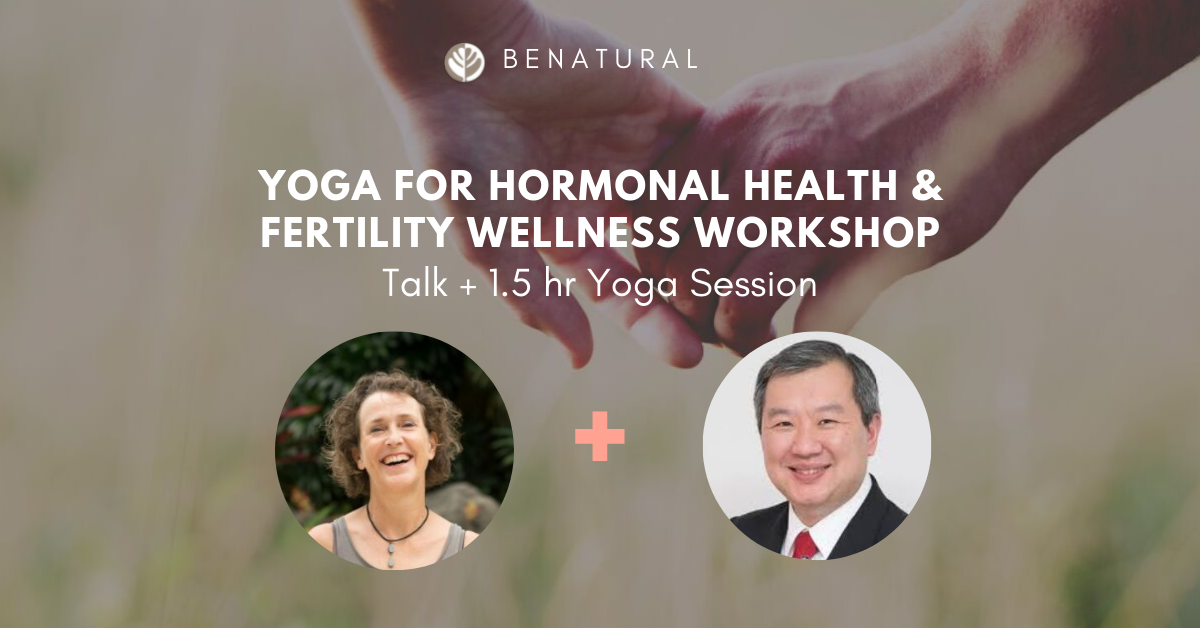 BENATURAL
YOGA FOR HORMONAL HEALTH &
FERTILITY WELLNESS WORKSHOP
Talk + 1.5 hr Yoga Session